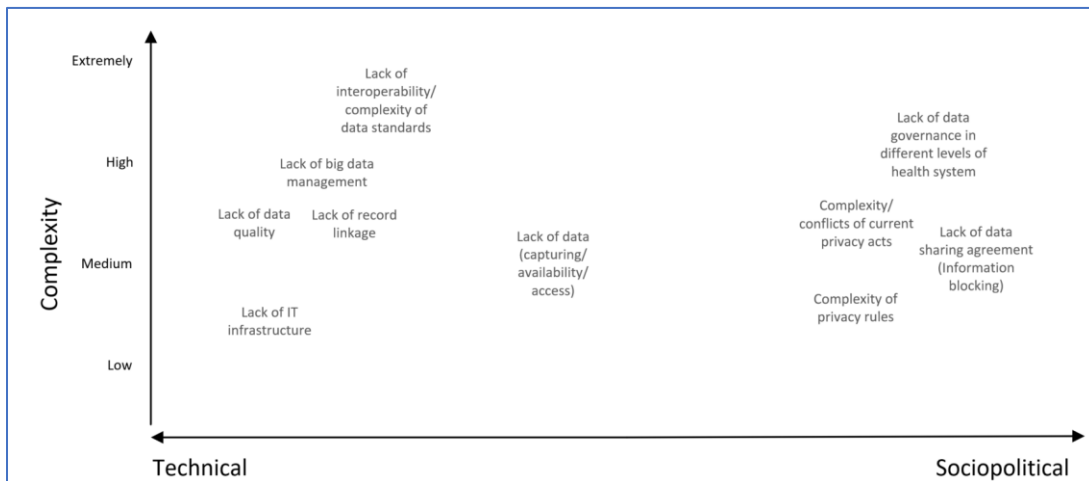 Extremely
Lack of
interoperability/
complexity of
data standards
Lack of data
governance in
different levels of
health system
High
Lack of big data
management
Complexity
Lack of data
quality
Lack of record
linkage
Complexity/
conflicts of current
privacy acts
Lack of data
(capturing/
availability/
access)
Lack of data
sharing agreement
(Information
blocking)
Medium
Lack of IT
infrastructure
Complexity of
privacy rules
Low
Technical
Sociopolitical